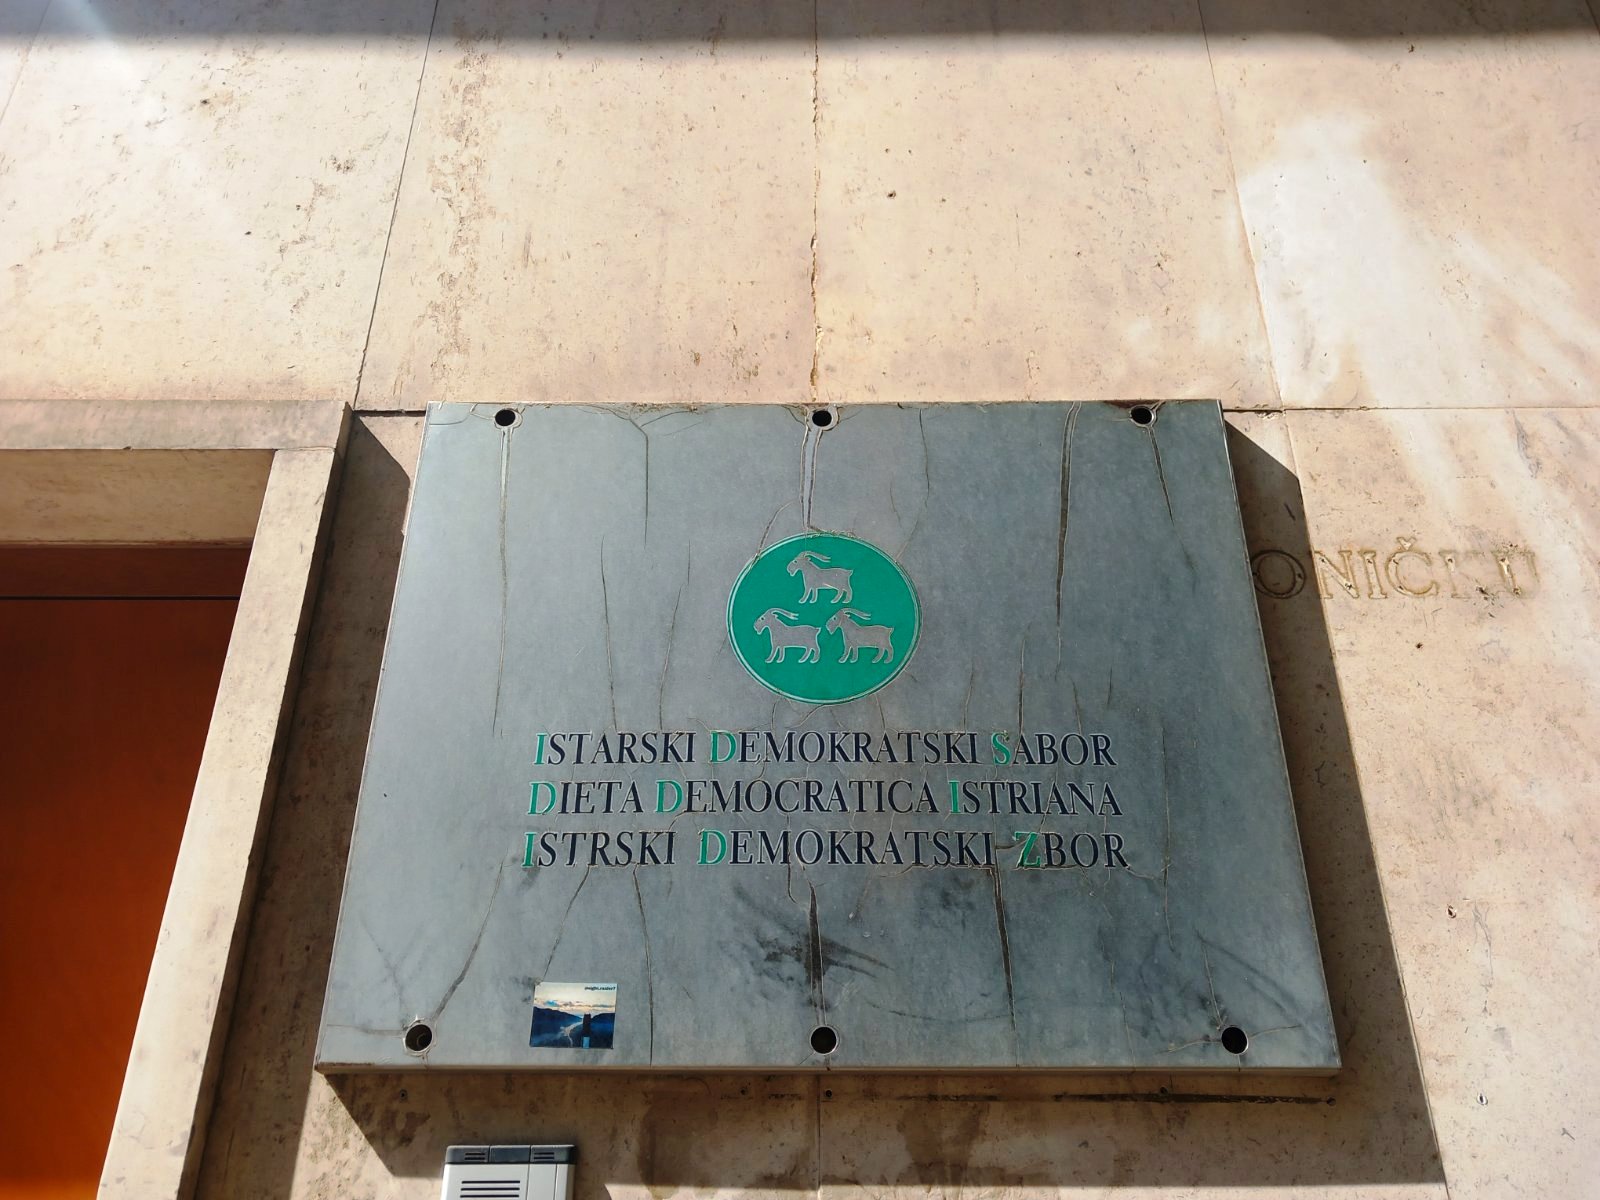 ISTARSKI DEMOKRATSKI SABOR
DIETA DEMOCRATICA ISTRIANA
ISTRSKI DEMOKRATSKI ZBOR